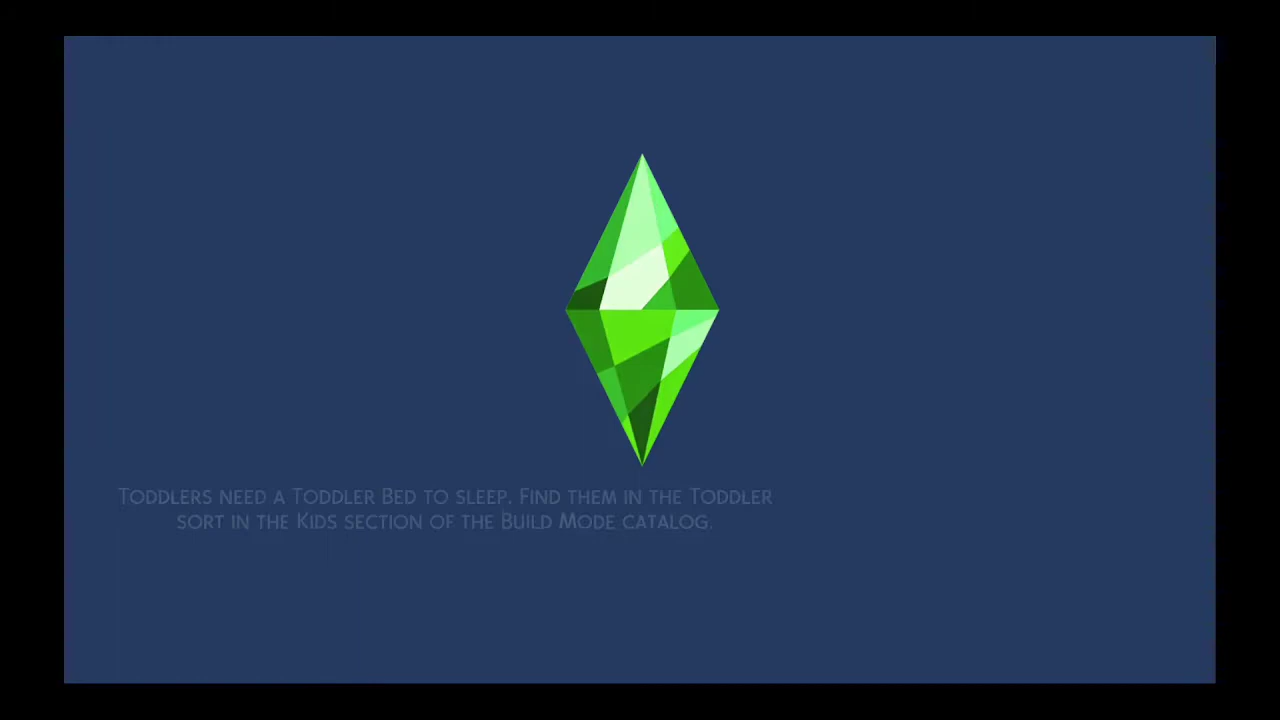 Toddlers need a Toddler Bed to sleep. Find them in the Toddler
sort in the Kids section of the Build Mode catalog.